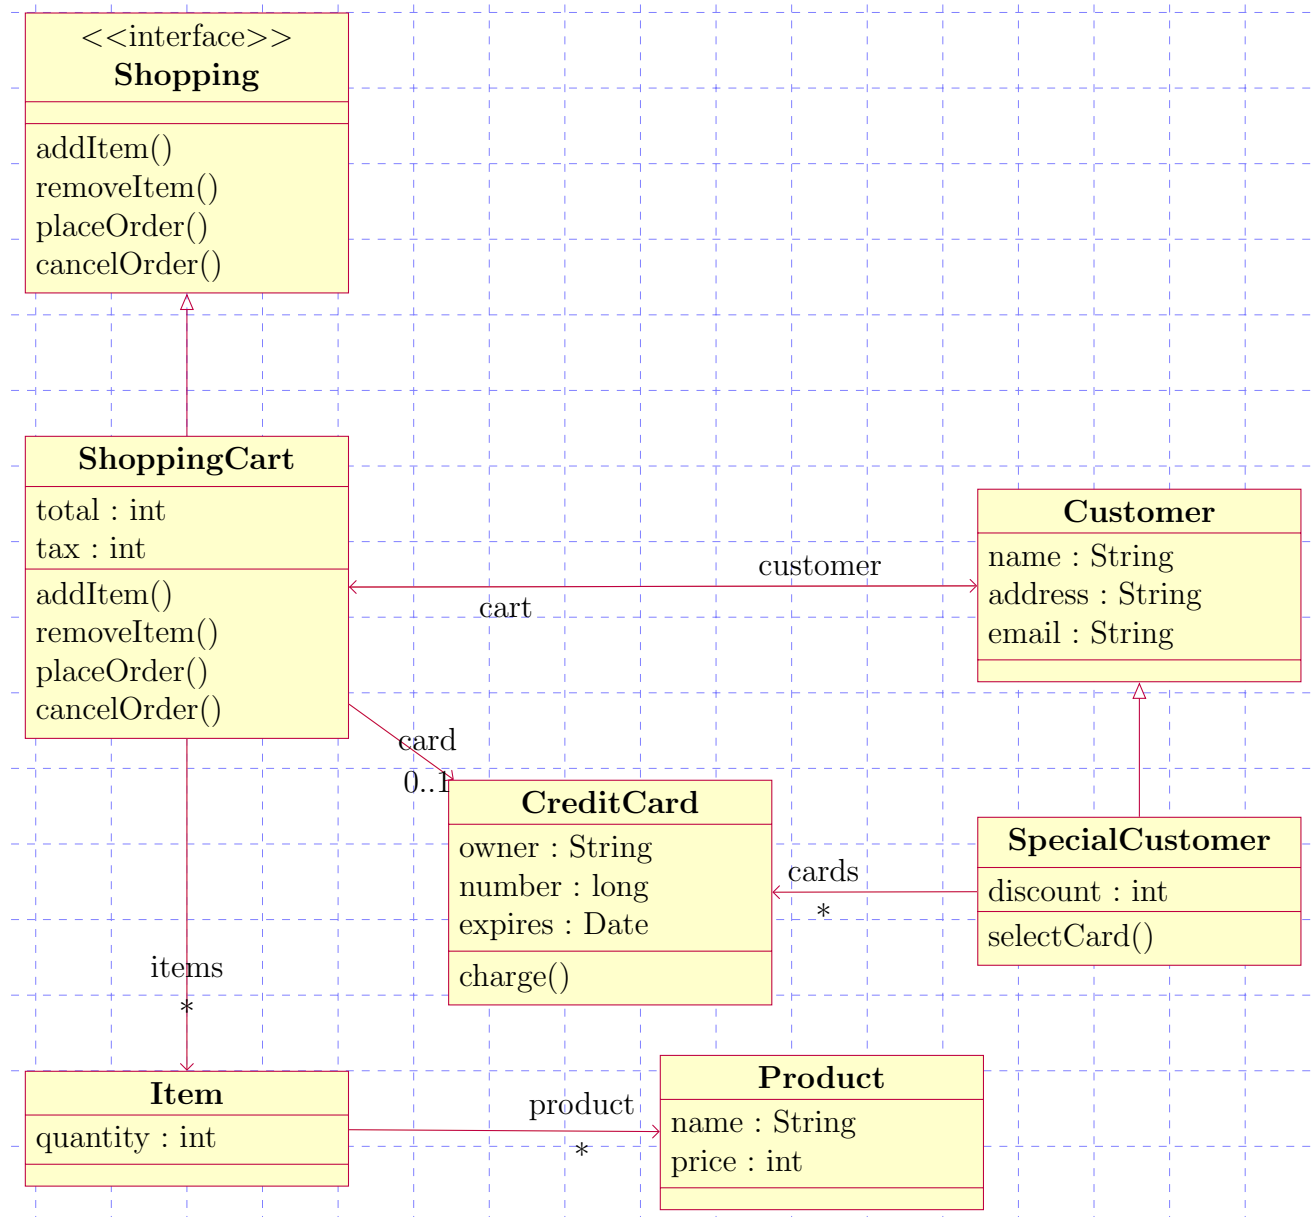 <<interface>>
Shopping
addItem()
removeItem()
placeOrder()
cancelOrder()
ShoppingCart
total : int
tax : int
addItem()
removeItem()
placeOrder()
cancelOrder()
customer
cart
Customer
name : String
address : String
email : String
card
0..1
CreditCard
owner : String
number : long
expires : Date
charge()
cards
*
SpecialCustomer
discount : int
selectCard()
items
*
Item
quantity : int
product
*
Product
name : String
price : int